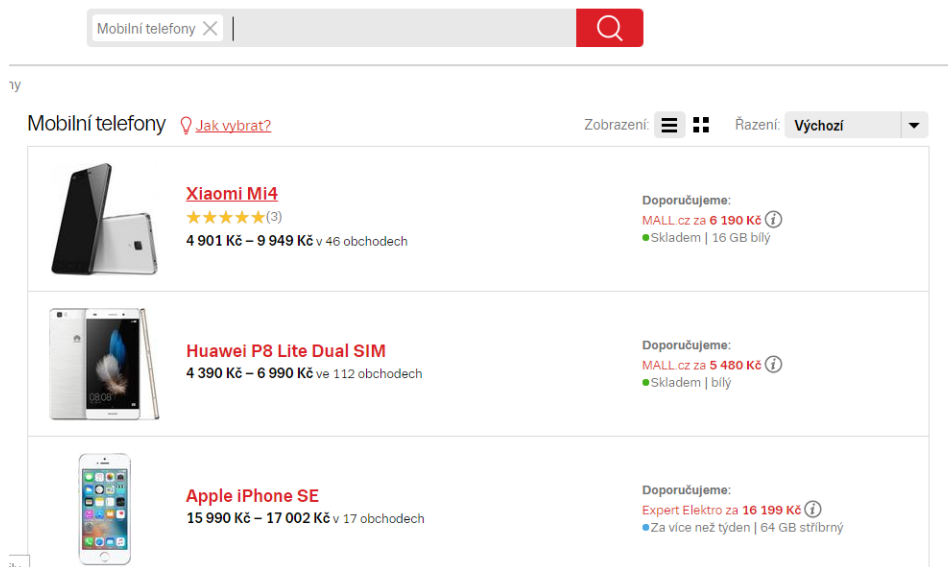 Mobilní telefony
ny
Mobilní telefony Jak vybrat? Zobrazení: Řazení: Výchozí
Xiaomi Mi4
(3)
4 901 Kč – 9 949 Kč v 46 obchodech
Doporučujeme:
MALL.cz za 6 190 Kč i
Skladem | 16 GB bílý
Huawei P8 Lite Dual SIM
4 390 Kč – 6 990 Kč ve 112 obchodech
Doporučujeme:
MALL.cz za 5 480 Kč i
Skladem | bílý
08:08
Apple iPhone SE
15 990 Kč – 17 002 Kč v 17 obchodech
Doporučujeme:
Expert Elektro za 16 199 Kč i
Za více než týden | 64 GB stříbrný